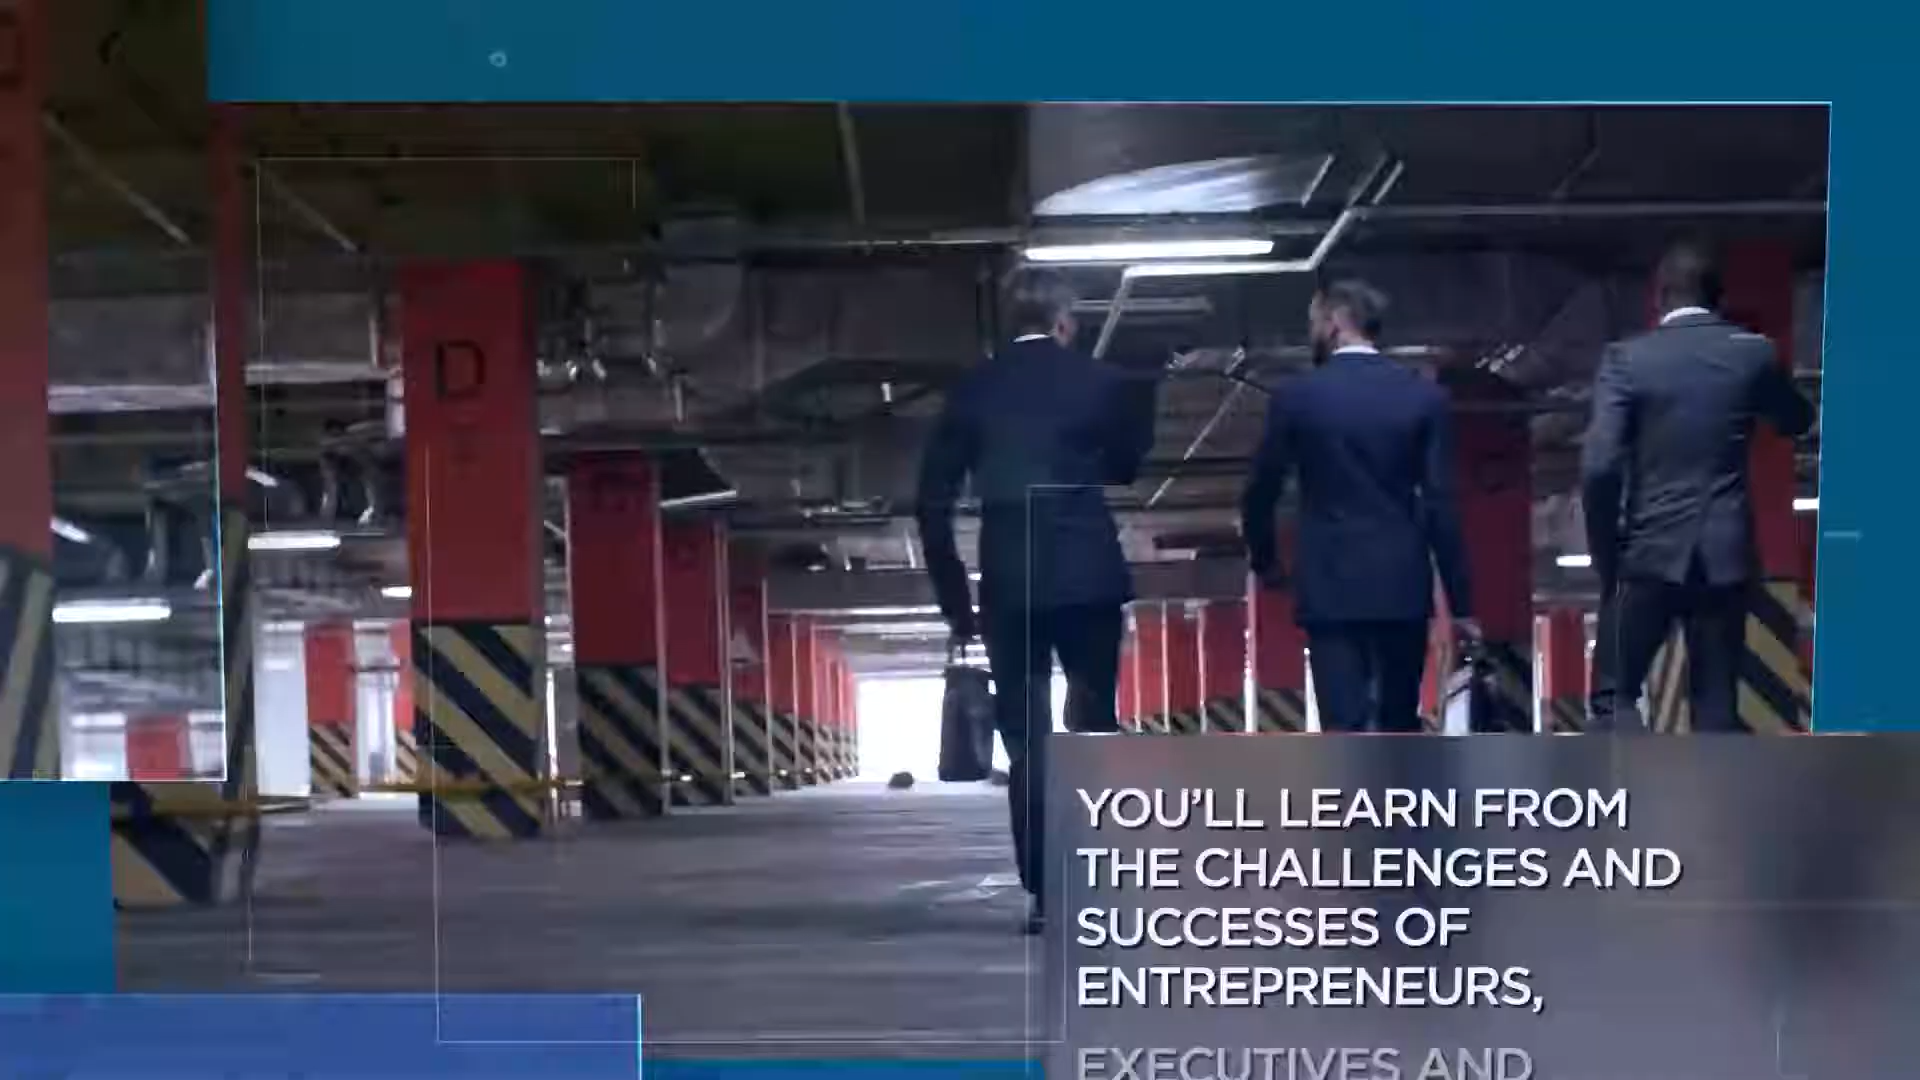 D
YOU'LL LEARN FROM
THE CHALLENGES AND
SUCCESSES OF
ENTREPRENEURS,
EXECUTIVES AND